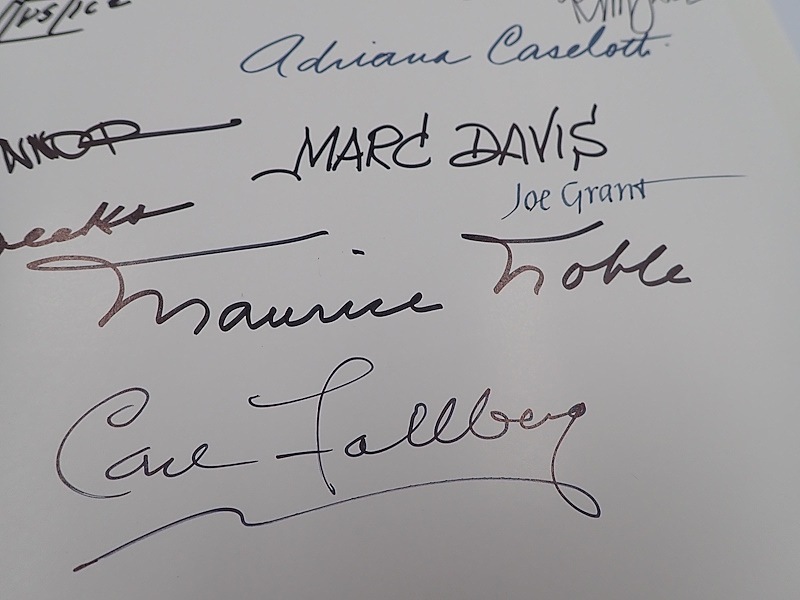 Adriana Caselotti
MARC DAVIS
Joe Grant
Maurice Noble
Carl Fallberg